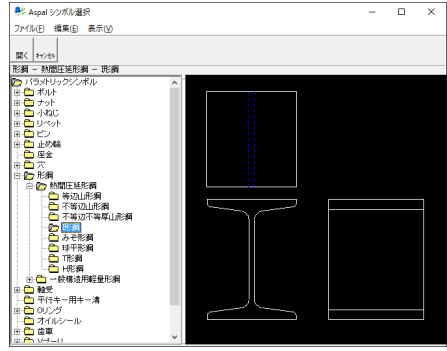 Aspal シンボル選択
ファイル(F) 編集(E) 表示(V)
開く キャンセル
形鋼 － 熱間圧延形鋼 － I形鋼
パラメトリックシンボル
ボルト
ナット
小ねじ
リベット
ピン
止め輪
座金
穴
形鋼
熱間圧延形鋼
等辺山形鋼
不等辺山形鋼
不等辺不等厚山形鋼
I形鋼
みぞ形鋼
球平形鋼
T形鋼
H形鋼
一般構造用軽量形鋼
軸受
平行キー用キー溝
Oリング
オイルシール
歯車
Vプーリ